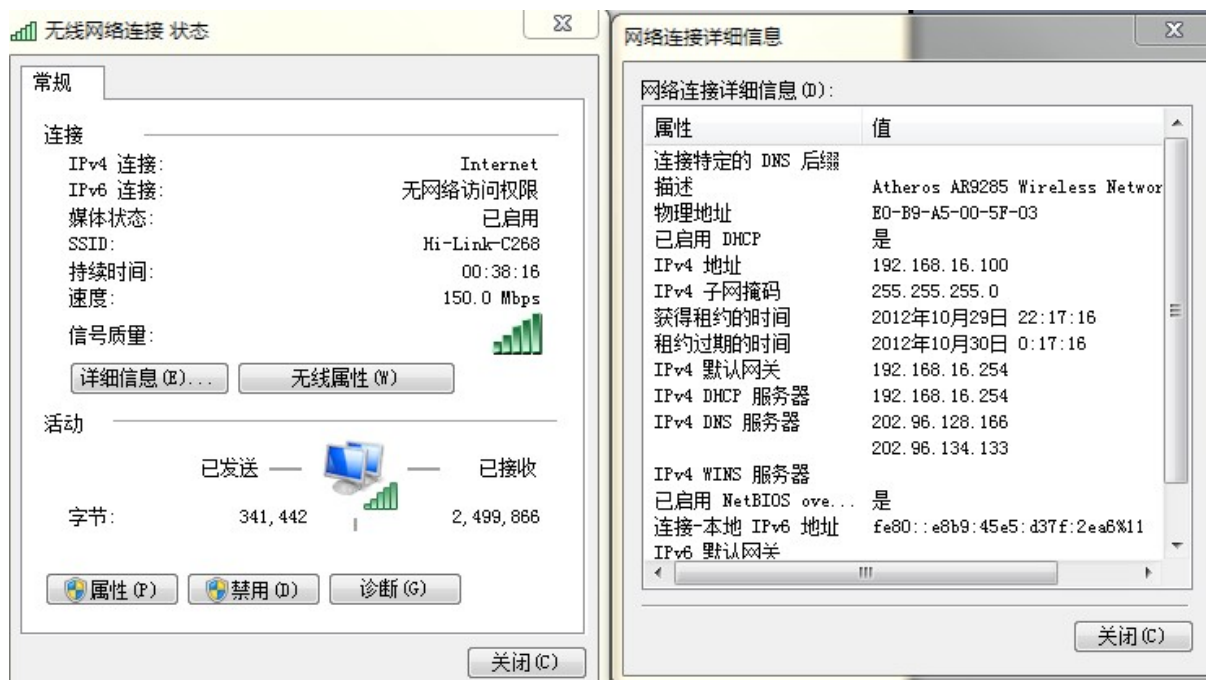 无线网络连接 状态
常规
连接
IPv4 连接: Internet
IPv6 连接: 无网络访问权限
媒体状态: 已启用
SSID: Hi-Link-C268
持续时间: 00:38:16
速度: 150.0 Mbps
信号质量:
详细信息(E)... 无线属性(W)
活动
已发送 — — 已接收
字节: 341,442 2,499,866
属性(P) 禁用(D) 诊断(G)
关闭(C)
网络连接详细信息
网络连接详细信息(D):
属性 值
连接特定的 DNS 后缀
描述 Atheros AR9285 Wireless Networ
物理地址 E0-B9-A5-00-5F-03
已启用 DHCP 是
IPv4 地址 192.168.16.100
IPv4 子网掩码 255.255.255.0
获得租约的时间 2012年10月29日 22:17:16
租约过期的时间 2012年10月30日 0:17:16
IPv4 默认网关 192.168.16.254
IPv4 DHCP 服务器 192.168.16.254
IPv4 DNS 服务器 202.96.128.166
202.96.134.133
IPv4 WINS 服务器
已启用 NetBIOS ove... 是
连接-本地 IPv6 地址 fe80::e8b9:45e5:d37f:2ea6%11
IPv6 默认网关
关闭(C)